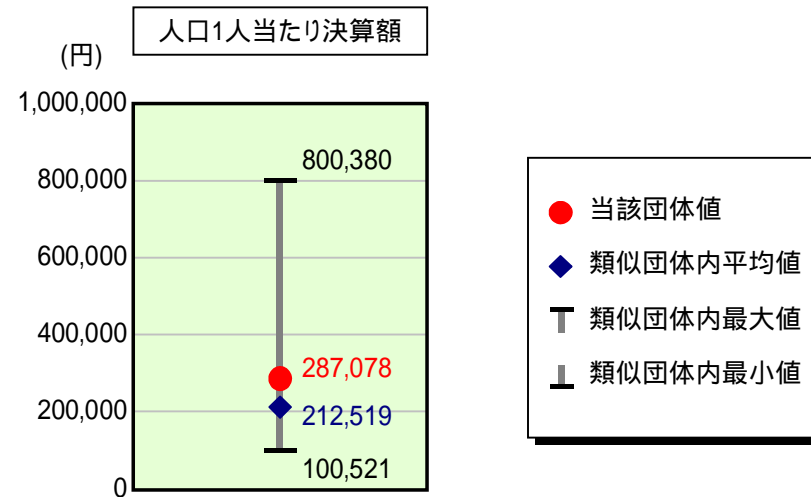 人口1人当たり決算額
(円)
1,000,000
800,000
600,000
400,000
200,000
0
800,380
287,078
212,519
100,521
当該団体値
類似団体内平均値
類似団体内最大値
類似団体内最小値